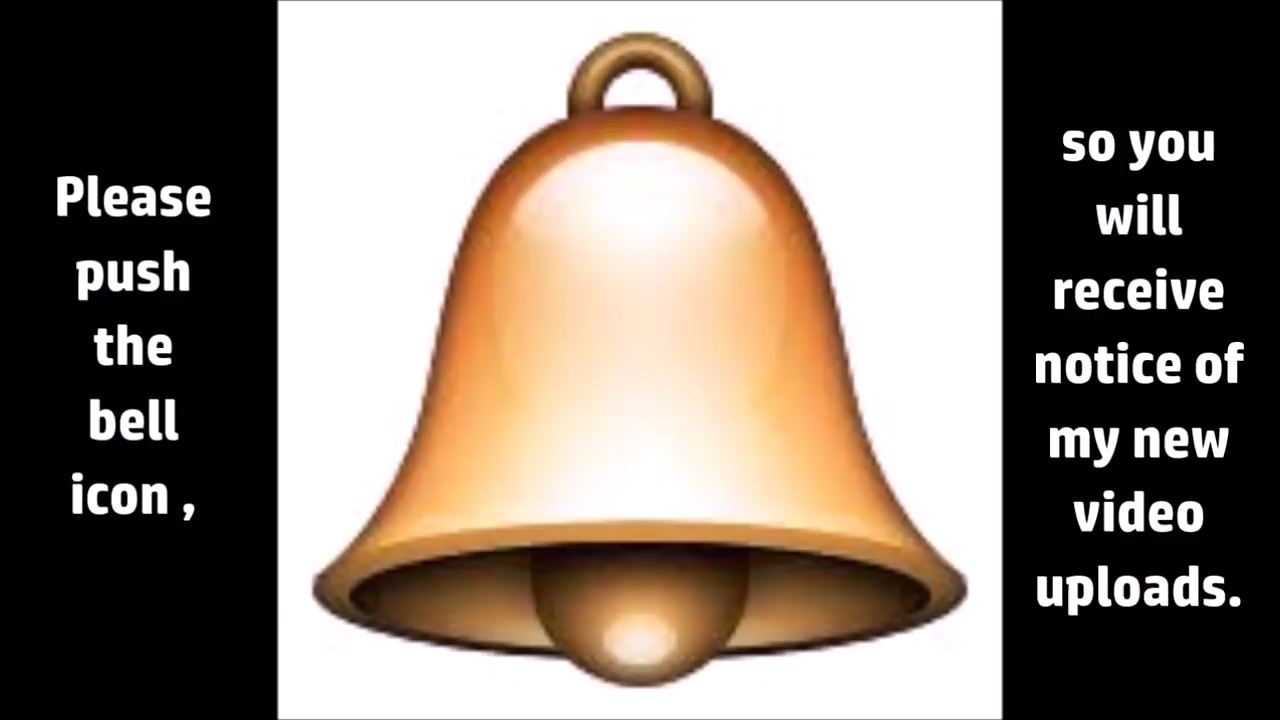 Please
push
the
bell
icon ,
so you
will
receive
notice of
my new
video
uploads.